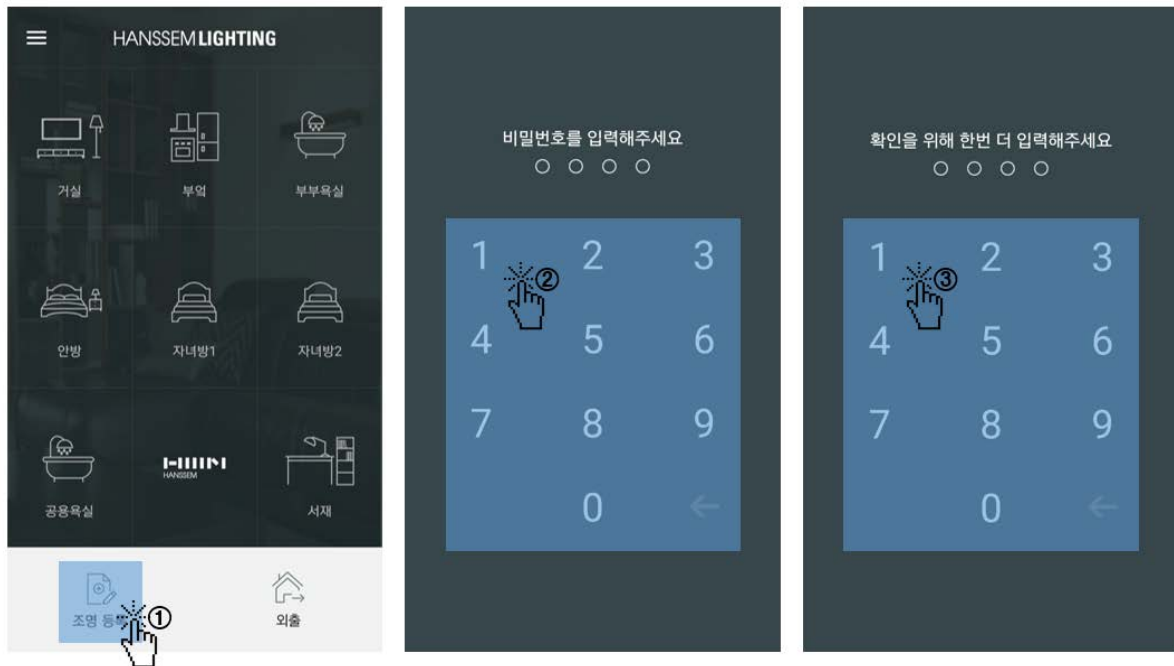 HANSSEM LIGHTING
거실
부엌
부부욕실
안방
자녀방1
자녀방2
공용욕실
HANSSEM
서재
조명 등록
①
외출
비밀번호를 입력해주세요
1 2 3
②
4 5 6
7 8 9
0 ←
확인을 위해 한번 더 입력해주세요
1 2 3
③
4 5 6
7 8 9
0 ←